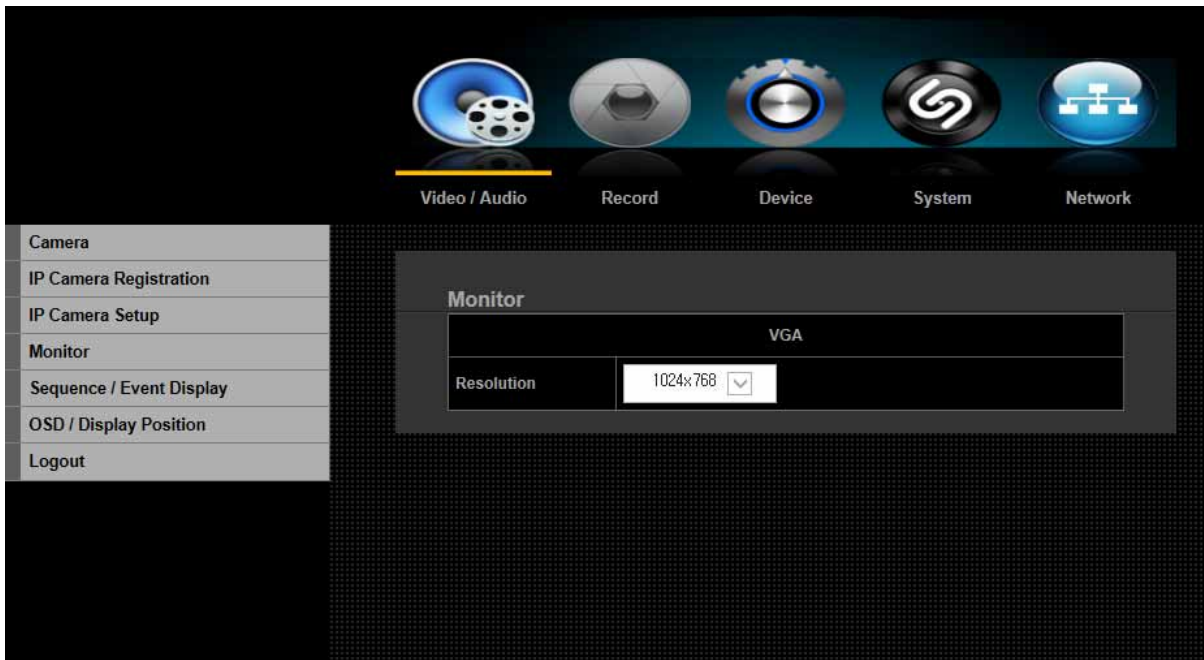 Video / Audio
Record
Device
System
Network
Camera
IP Camera Registration
IP Camera Setup
Monitor
Sequence / Event Display
OSD / Display Position
Logout
Monitor
VGA
Resolution
1024x768